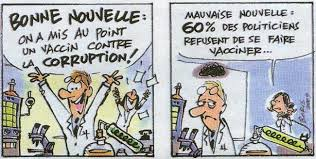 BONNE NOUVELLE:
ON A MIS AU POINT
UN VACCIN CONTRE
LA CORRUPTION!
MAUVAISE NOUVELLE:
60% DES POLITICIENS
REFUSENT DE SE FAIRE
VACCINER...